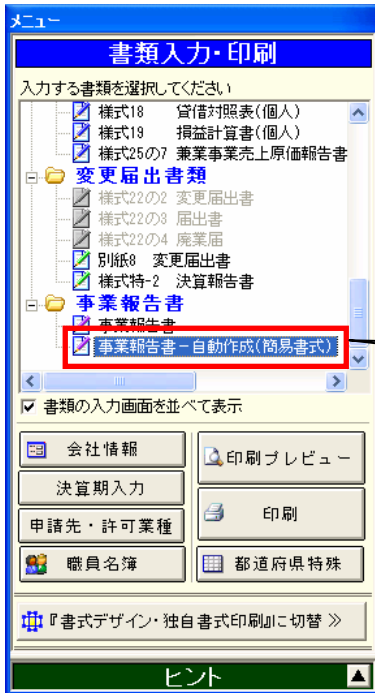 メニュー
書類入力・印刷
入力する書類を選択してください
様式18 貸借対照表(個人)
様式19 損益計算書(個人)
様式25の7 兼業事業売上原価報告書
変更届出書類
様式22の2 変更届出書
様式22の3 届出書
様式22の4 廃業届
別紙8 変更届出書
様式特-2 決算報告書
事業報告書
事業報告書
事業報告書-自動作成(簡易書式)
書類の入力画面を並べて表示
会社情報
印刷プレビュー
決算期入力
印刷
申請先・許可業種
職員名簿
都道府県特殊
『書式デザイン・独自書式印刷』に切替 ≫
ヒント